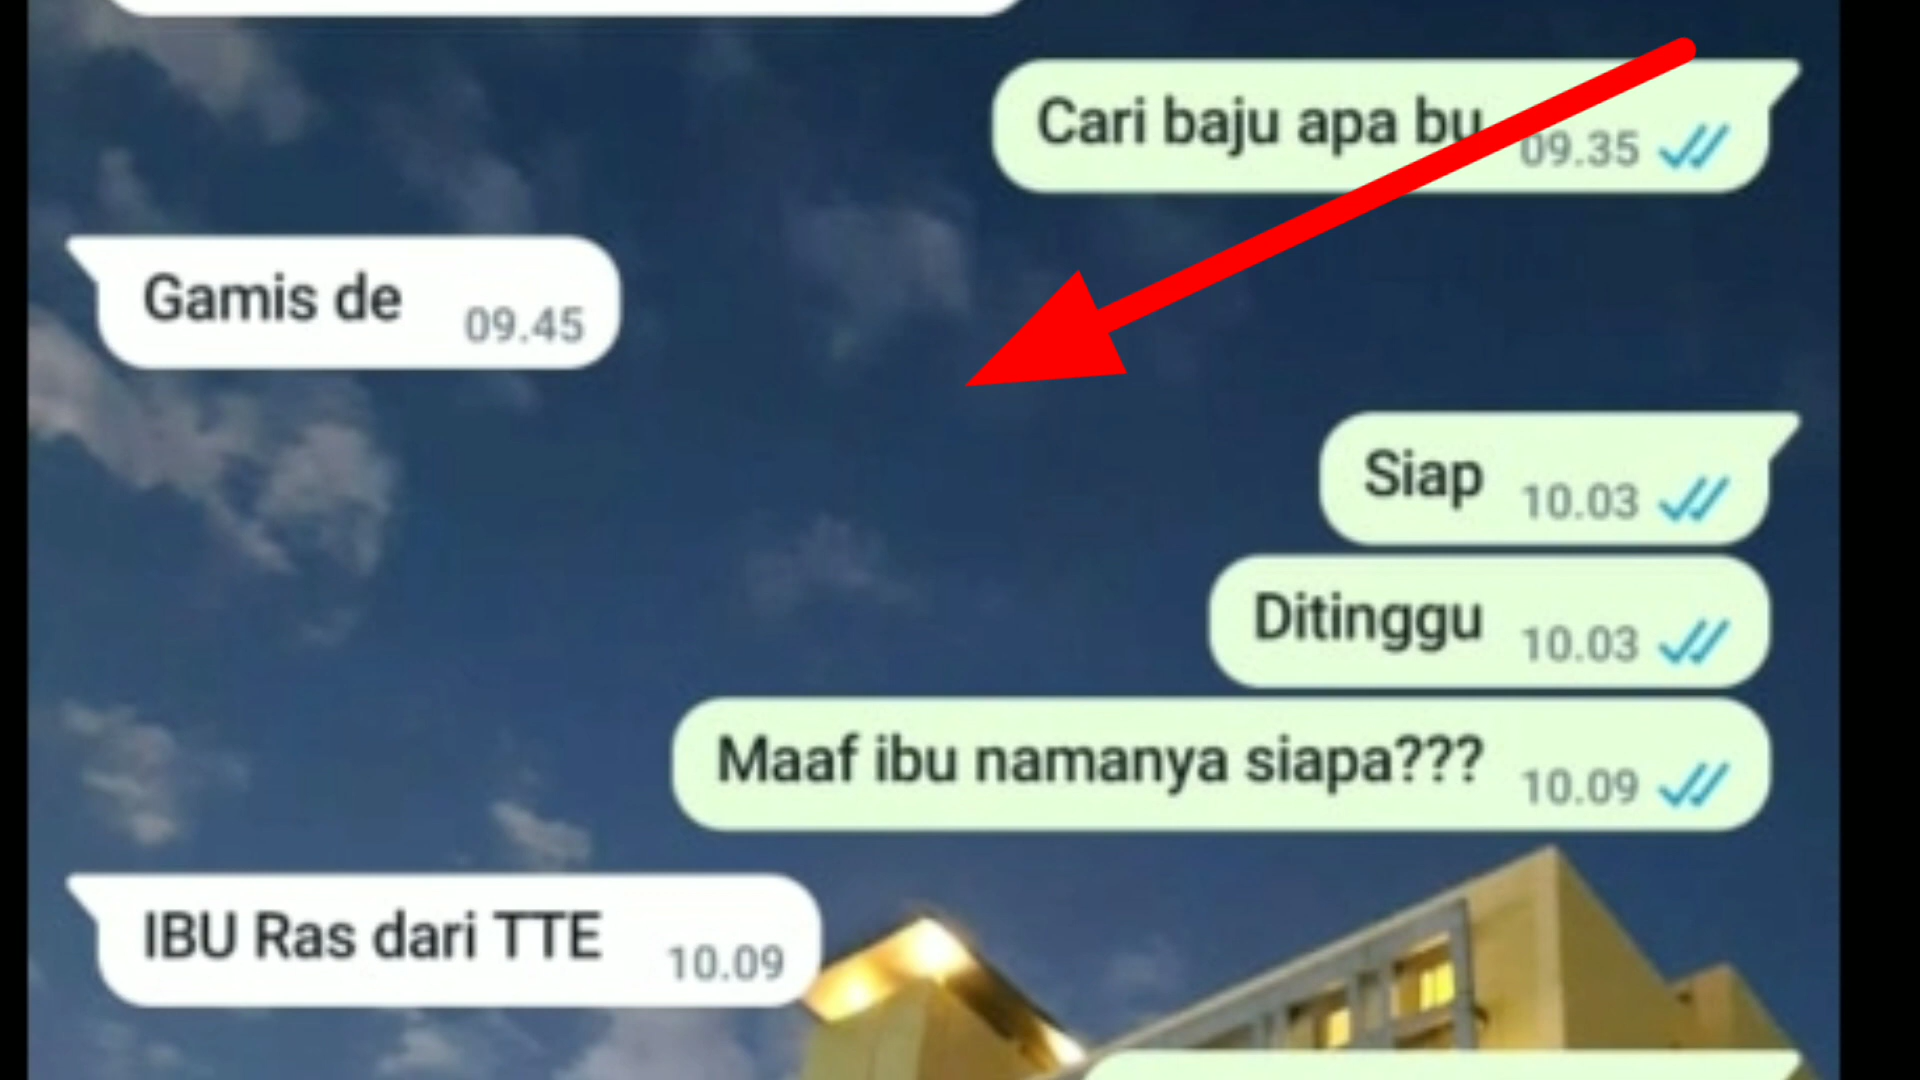 Cari baju apa bu 09.35
Gamis de 09.45
Siap 10.03
Ditinggu 10.03
Maaf ibu namanya siapa??? 10.09
IBU Ras dari TTE 10.09